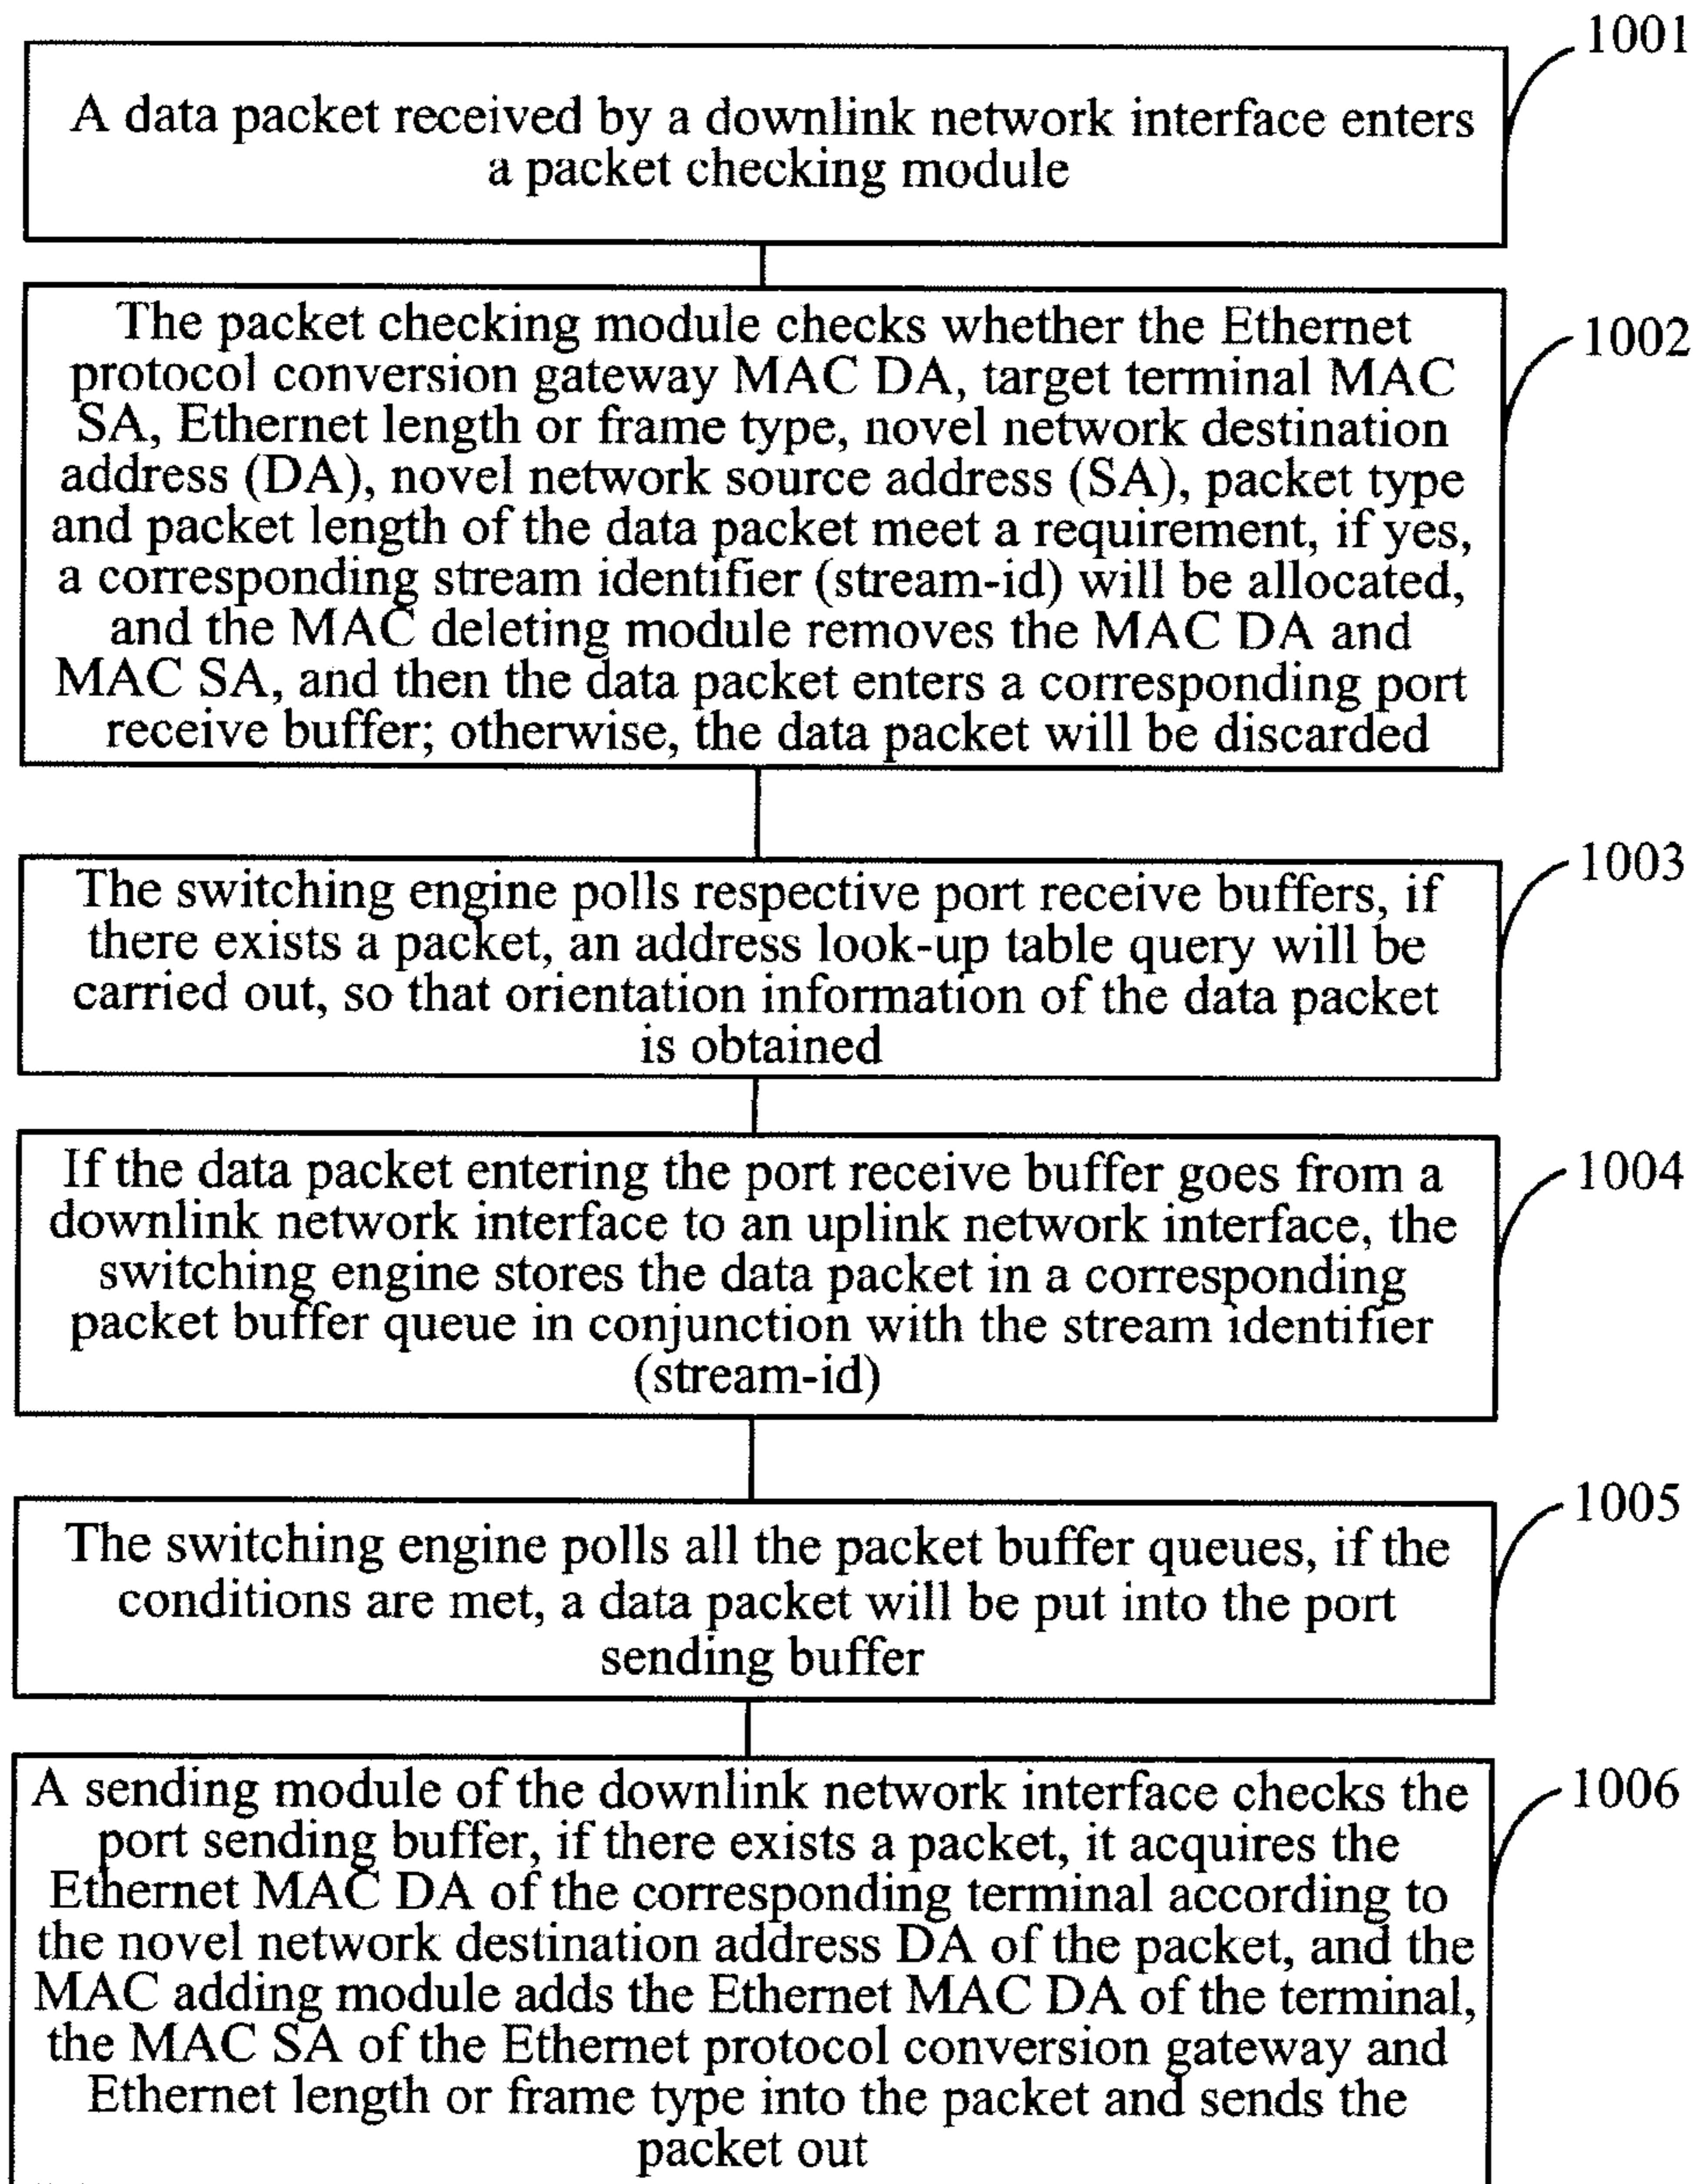 1001
A data packet received by a downlink network interface enters
a packet checking module
1002
The packet checking module checks whether the Ethernet
protocol conversion gateway MAC DA, target terminal MAC
SA, Ethernet length or frame type, novel network destination
address (DA), novel network source address (SA), packet type
and packet length of the data packet meet a requirement, if yes,
a corresponding stream identifier (stream-id) will be allocated,
and the MAC deleting module removes the MAC DA and
MAC SA, and then the data packet enters a corresponding port
receive buffer; otherwise, the data packet will be discarded
1003
The switching engine polls respective port receive buffers, if
there exists a packet, an address look-up table query will be
carried out, so that orientation information of the data packet
is obtained
1004
If the data packet entering the port receive buffer goes from a
downlink network interface to an uplink network interface, the
switching engine stores the data packet in a corresponding
packet buffer queue in conjunction with the stream identifier
(stream-id)
1005
The switching engine polls all the packet buffer queues, if the
conditions are met, a data packet will be put into the port
sending buffer
1006
A sending module of the downlink network interface checks the
port sending buffer, if there exists a packet, it acquires the
Ethernet MAC DA of the corresponding terminal according to
the novel network destination address DA of the packet, and the
MAC adding module adds the Ethernet MAC DA of the terminal,
the MAC SA of the Ethernet protocol conversion gateway and
Ethernet length or frame type into the packet and sends the
packet out